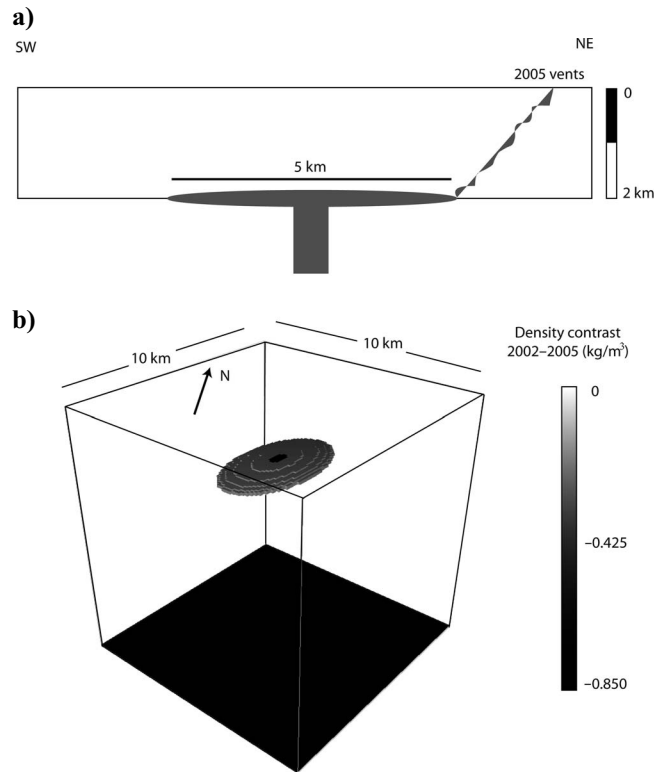 a)
SW
NE
2005 vents
0
5 km
2 km
b)
10 km
10 km
N
Density contrast
2002–2005 (kg/m³)
0
–0.425
–0.850